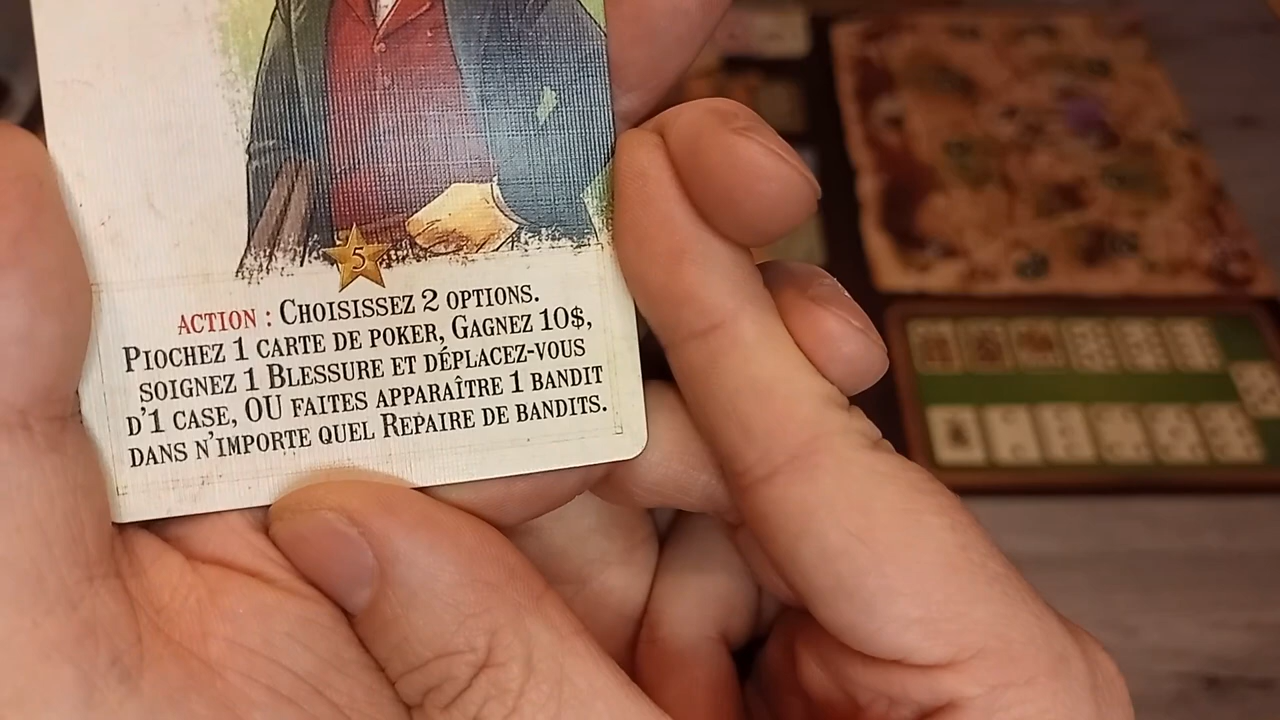 5
ACTION : CHOISISSEZ 2 OPTIONS.
PIOCHEZ 1 CARTE DE POKER, GAGNEZ 10$,
SOIGNEZ 1 BLESSURE ET DÉPLACEZ-VOUS
D'1 CASE, OU FAITES APPARAÎTRE 1 BANDIT
DANS N'IMPORTE QUEL REPAIRE DE BANDITS.